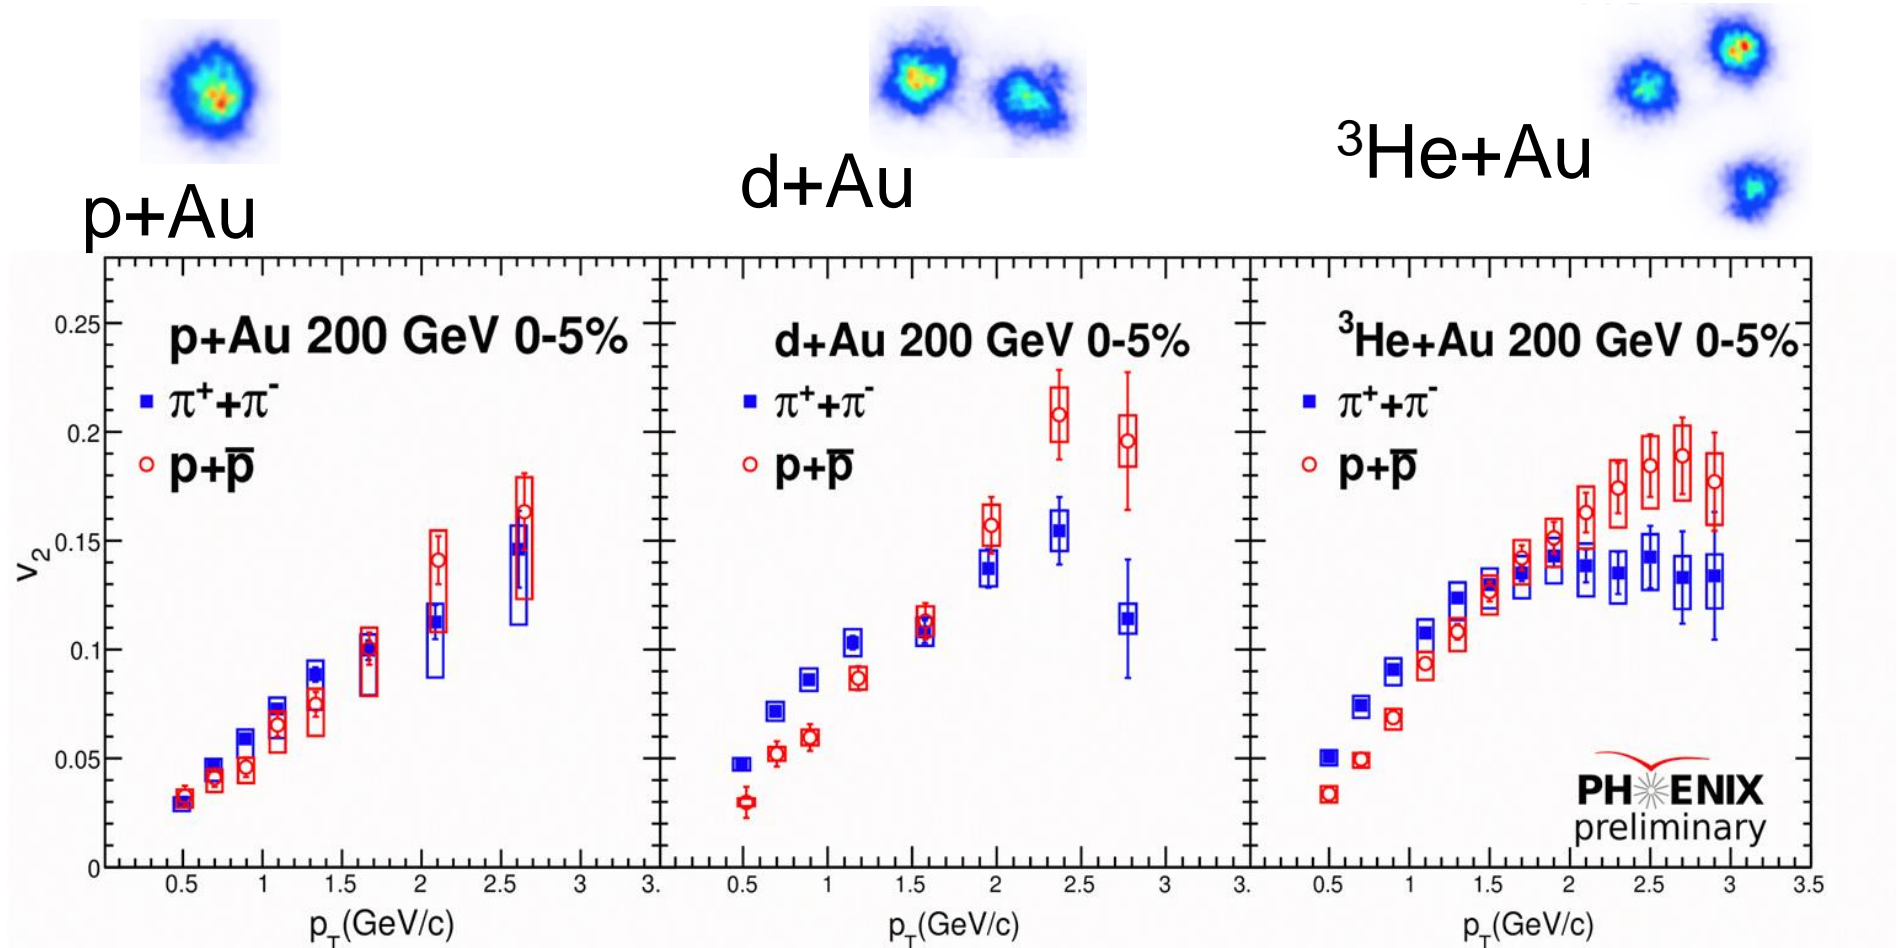 p+Au
d+Au
³He+Au
p+Au 200 GeV 0-5%
π⁺+π⁻
p+p̅
d+Au 200 GeV 0-5%
π⁺+π⁻
p+p̅
³He+Au 200 GeV 0-5%
π⁺+π⁻
p+p̅
v₂
0.25
0.2
0.15
0.1
0.05
0
0.5 1 1.5 2 2.5 3 3.
0.5 1 1.5 2 2.5 3 3.
0.5 1 1.5 2 2.5 3 3.5
p_T(GeV/c)
p_T(GeV/c)
p_T(GeV/c)
PHENIX
preliminary